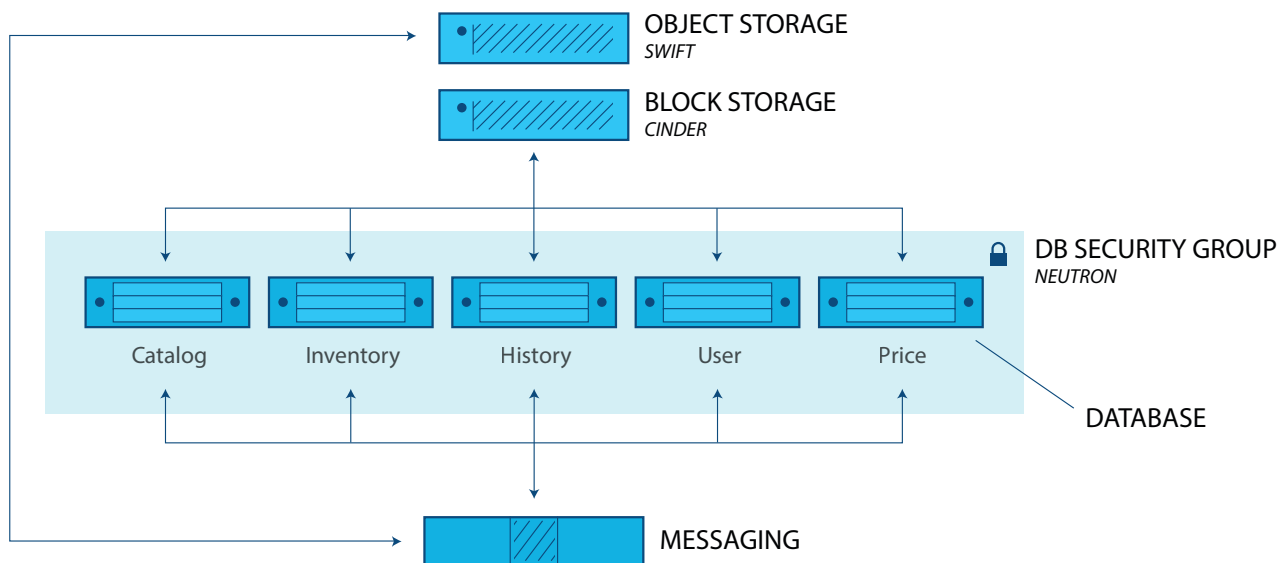 OBJECT STORAGE
SWIFT
BLOCK STORAGE
CINDER
DB SECURITY GROUP
NEUTRON
Catalog
Inventory
History
User
Price
DATABASE
MESSAGING